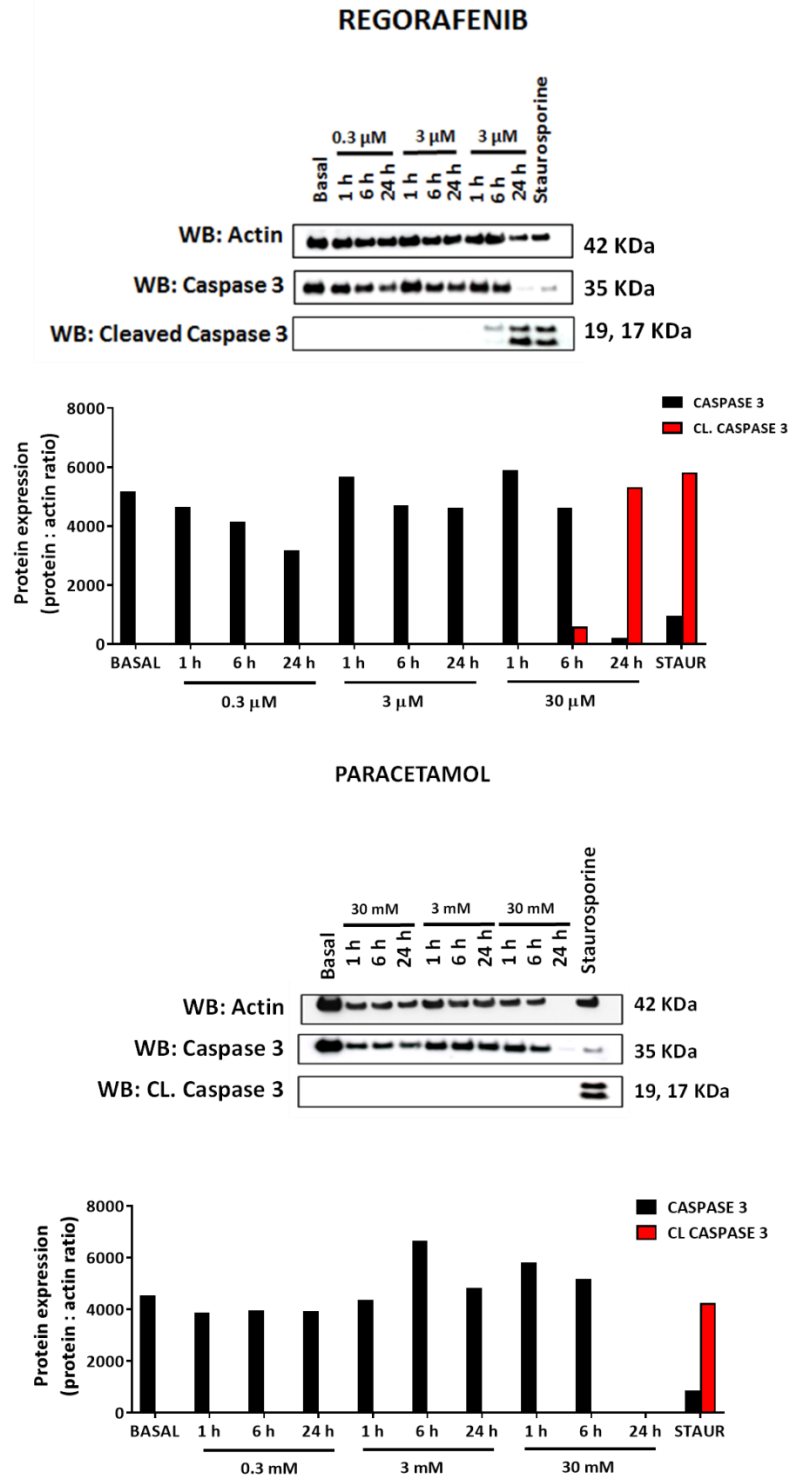 REGORAFENIB
0.3 μM 3 μM 3 μM
Basal 1 h 6 h 24 h 1 h 6 h 24 h 1 h 6 h 24 h Staurosporine
WB: Actin 42 KDa
WB: Caspase 3 35 KDa
WB: Cleaved Caspase 3 19, 17 KDa
CASPASE 3
CL. CASPASE 3
Protein expression
(protein : actin ratio)
8000
6000
4000
2000
0
BASAL 1 h 6 h 24 h 1 h 6 h 24 h 1 h 6 h 24 h STAUR
0.3 μM 3 μM 30 μM
PARACETAMOL
30 mM 3 mM 30 mM
Basal 1 h 6 h 24 h 1 h 6 h 24 h 1 h 6 h 24 h Staurosporine
WB: Actin 42 KDa
WB: Caspase 3 35 KDa
WB: CL. Caspase 3 19, 17 KDa
CASPASE 3
CL CASPASE 3
Protein expression
(protein : actin ratio)
8000
6000
4000
2000
0
BASAL 1 h 6 h 24 h 1 h 6 h 24 h 1 h 6 h 24 h STAUR
0.3 mM 3 mM 30 mM